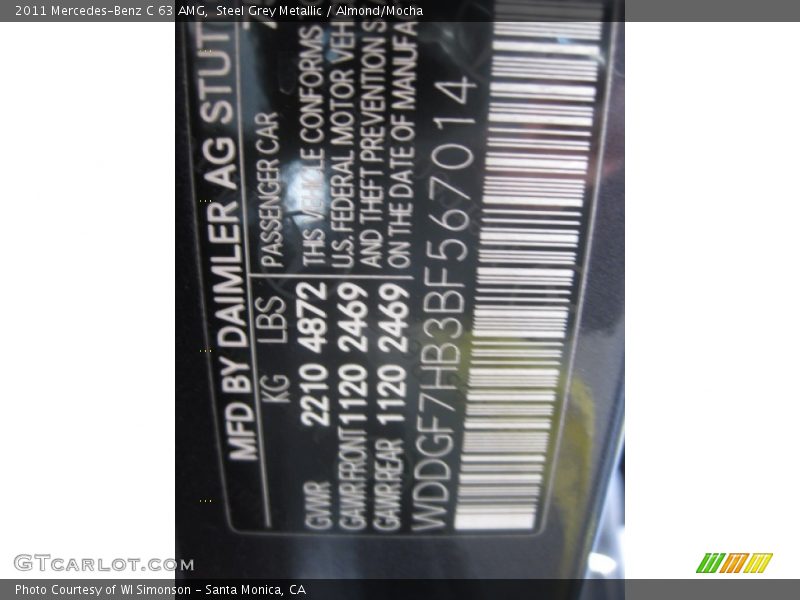 2011 Mercedes-Benz C 63 AMG, Steel Grey Metallic / Almond/Mocha
MFD BY DAIMLER AG STUT
KG LBS PASSENGER CAR
GVWR 2210 4872 THIS VEHICLE CONFORMS
GAWR FRONT 1120 2469 U.S. FEDERAL MOTOR VEH
GAWR REAR 1120 2469 AND THEFT PREVENTION S
ON THE DATE OF MANUFA
WDDGF7HB3BF567014
GTCARLOT.COM
Photo Courtesy of WI Simonson - Santa Monica, CA